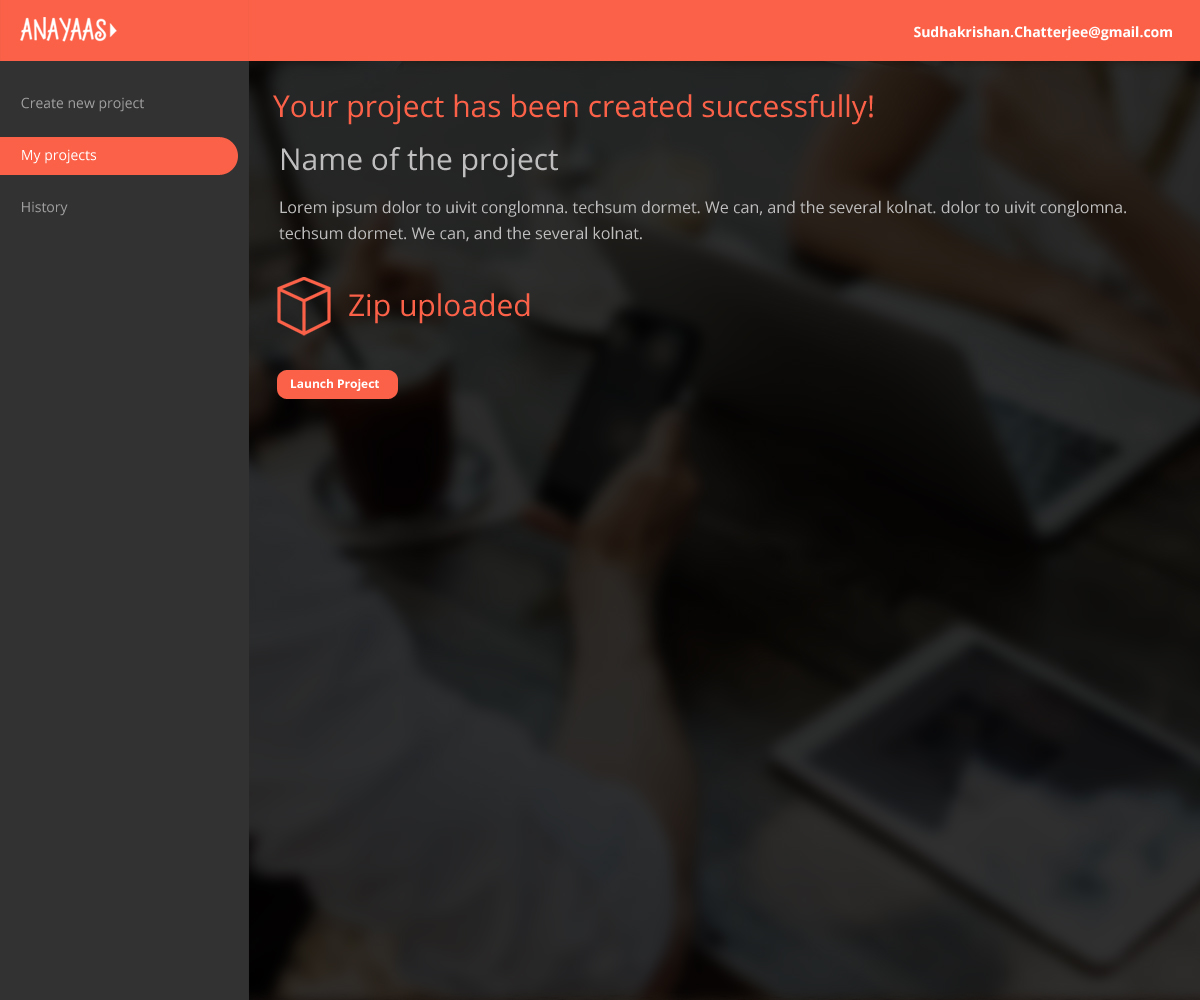 ANAYAAS
Sudhakrishan.Chatterjee@gmail.com
Create new project
My projects
History
Your project has been created successfully!
Name of the project
Lorem ipsum dolor to uivit conglomna. techsum dormet. We can, and the several kolnat. dolor to uivit conglomna.
techsum dormet. We can, and the several kolnat.
Zip uploaded
Launch Project